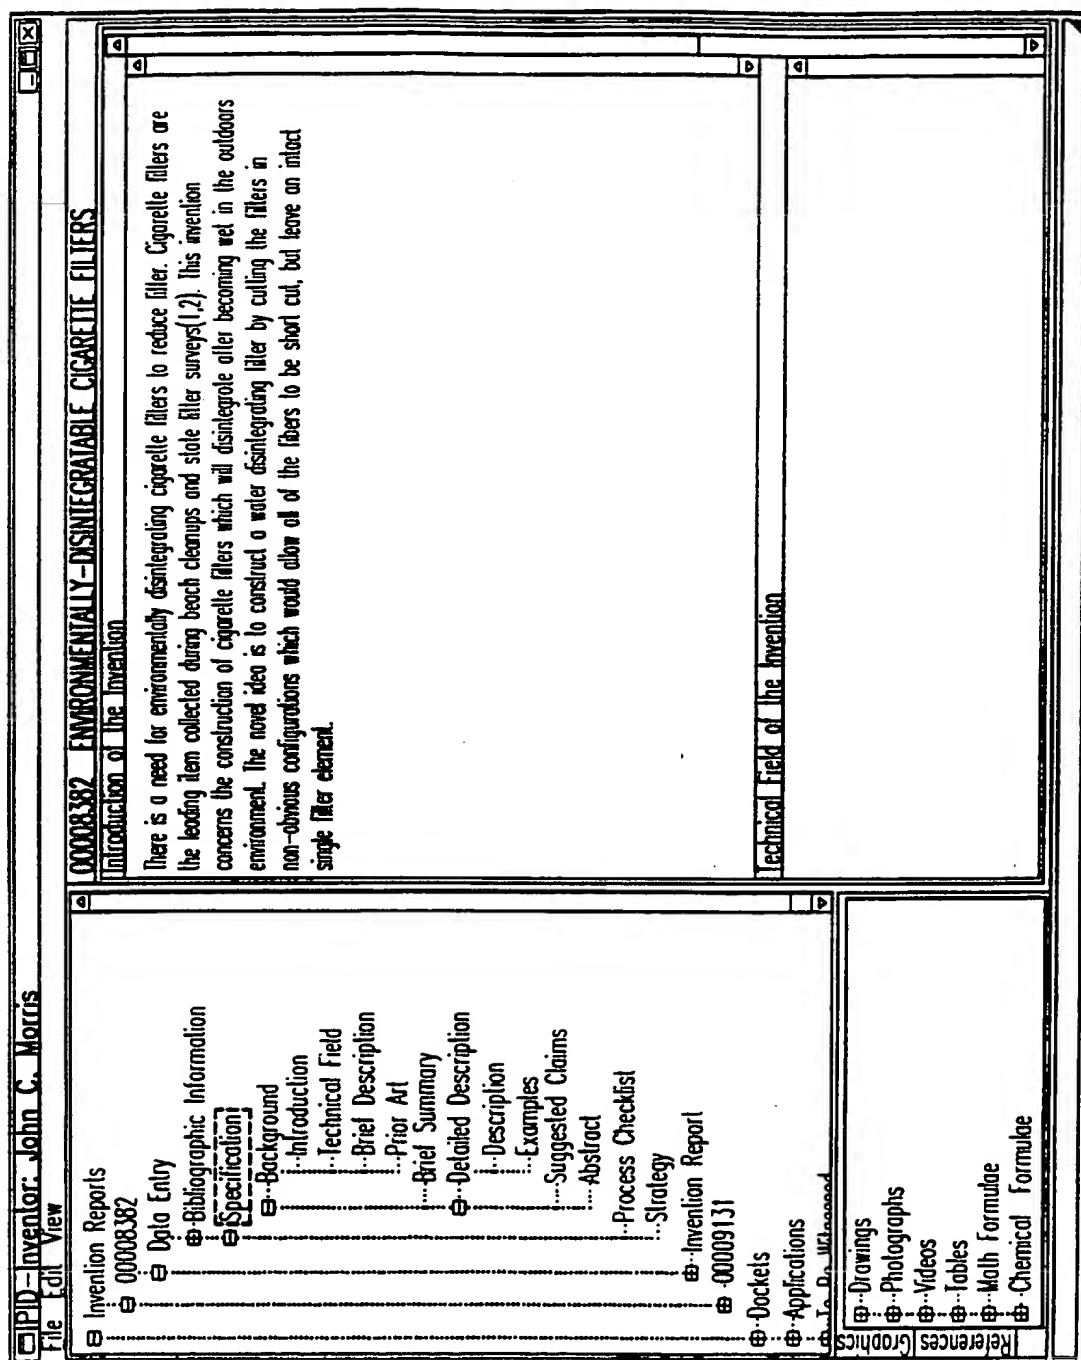 IPD-Inventor: John C. Morris
File Edit View
Invention Reports
00008382
Data Entry
Bibliographic Information
Specification
Background
Introduction
Technical Field
Brief Description
Prior Art
Brief Summary
Detailed Description
Description
Examples
Suggested Claims
Abstract
Process Checklist
Strategy
Invention Report
00009131
Dockets
Applications
To Be Witnessed
References
Graphics
Drawings
Photographs
Videos
Tables
Math Formulae
Chemical Formulae
00008382 ENVIRONMENTALLY-DISINTEGRATABLE CIGARETTE FILTERS
Introduction of the Invention
There is a need for environmentally disintegrating cigarette filters to reduce litter. Cigarette filters are
the leading item collected during beach cleanups and state litter surveys(1,2). This invention
concerns the construction of cigarette filters which will disintegrate after becoming wet in the outdoors
environment. The novel idea is to construct a water disintegrating filter by cutting the filters in
non-obvious configurations which would allow all of the fibers to be short cut, but leave an intact
single filter element.
Technical Field of the Invention